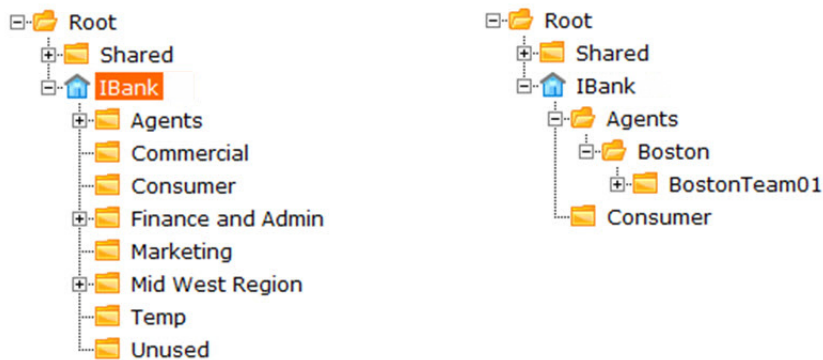 Root
Shared
IBank
Agents
Commercial
Consumer
Finance and Admin
Marketing
Mid West Region
Temp
Unused
Root
Shared
IBank
Agents
Boston
BostonTeam01
Consumer